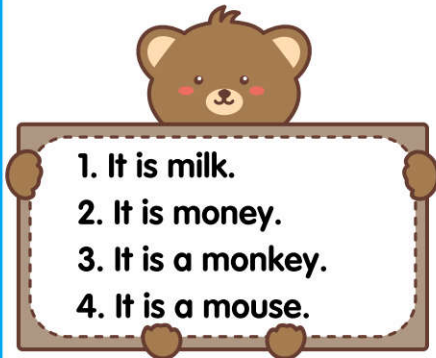 1. It is milk.
2. It is money.
3. It is a monkey.
4. It is a mouse.